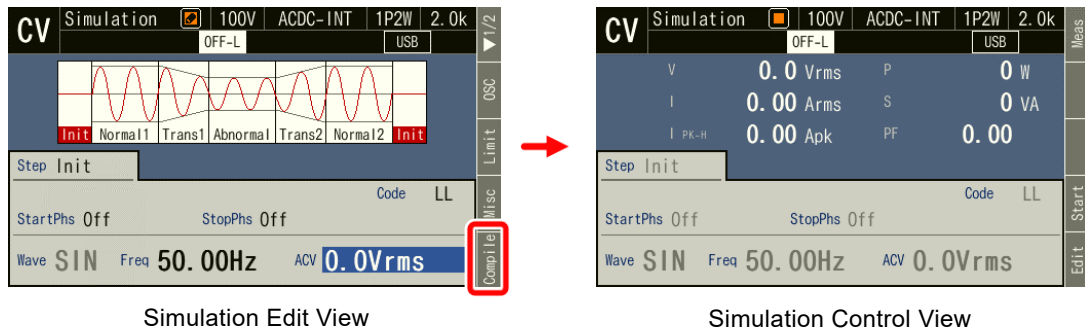 CV Simulation 100V ACDC-INT 1P2W 2.0k
OFF-L USB
▼1/2
OSC
Limit
Misc
Compile
Init Normal1 Trans1 Abnormal Trans2 Normal2 Init
Step Init
Code LL
StartPhs Off StopPhs Off
Wave SIN Freq 50.00Hz ACV 0.0Vrms
Simulation Edit View
CV Simulation 100V ACDC-INT 1P2W 2.0k
OFF-L USB
Meas
V 0.0 Vrms P 0 W
I 0.00 Arms S 0 VA
I PK-H 0.00 Apk PF 0.00
Step Init
Code LL
StartPhs Off StopPhs Off
Wave SIN Freq 50.00Hz ACV 0.0Vrms
Start
Edit
Simulation Control View